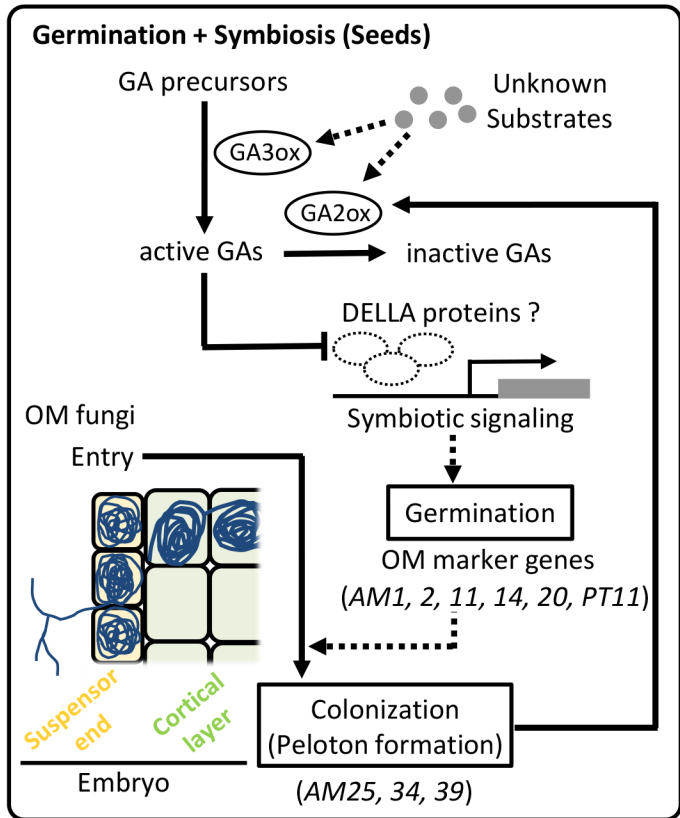 Germination + Symbiosis (Seeds)
GA precursors
Unknown
Substrates
GA3ox
GA2ox
active GAs
inactive GAs
DELLA proteins ?
Symbiotic signaling
OM fungi
Entry
Germination
OM marker genes
(AM1, 2, 11, 14, 20, PT11)
Suspensor
end
Cortical
layer
Embryo
Colonization
(Peloton formation)
(AM25, 34, 39)